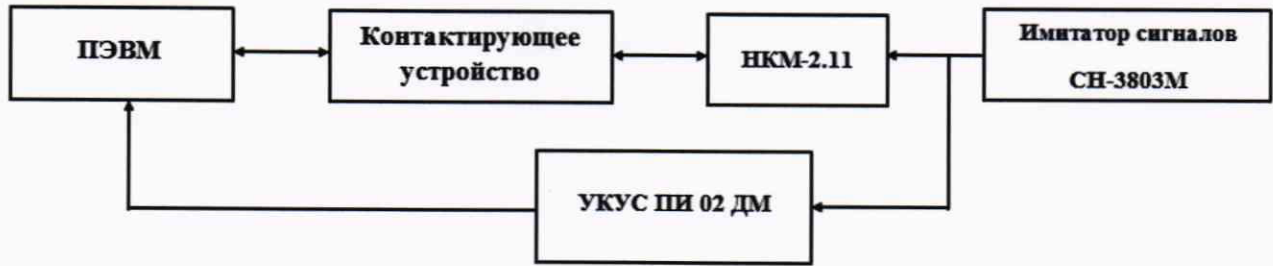 ПЭВМ
Контактирующее
устройство
НКМ-2.11
Имитатор сигналов
СН-3803М
УКУС ПИ 02 ДМ